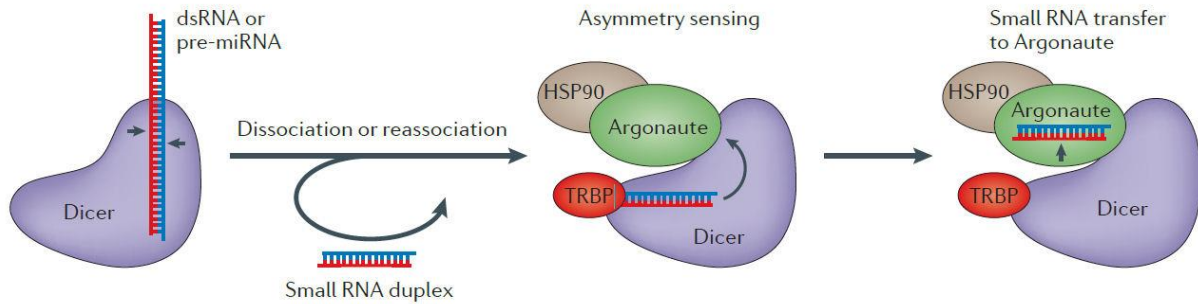 dsRNA or
pre-miRNA
Dicer
Dissociation or reassociation
Small RNA duplex
Asymmetry sensing
HSP90
Argonaute
TRBP
Dicer
Small RNA transfer
to Argonaute
HSP90
Argonaute
TRBP
Dicer